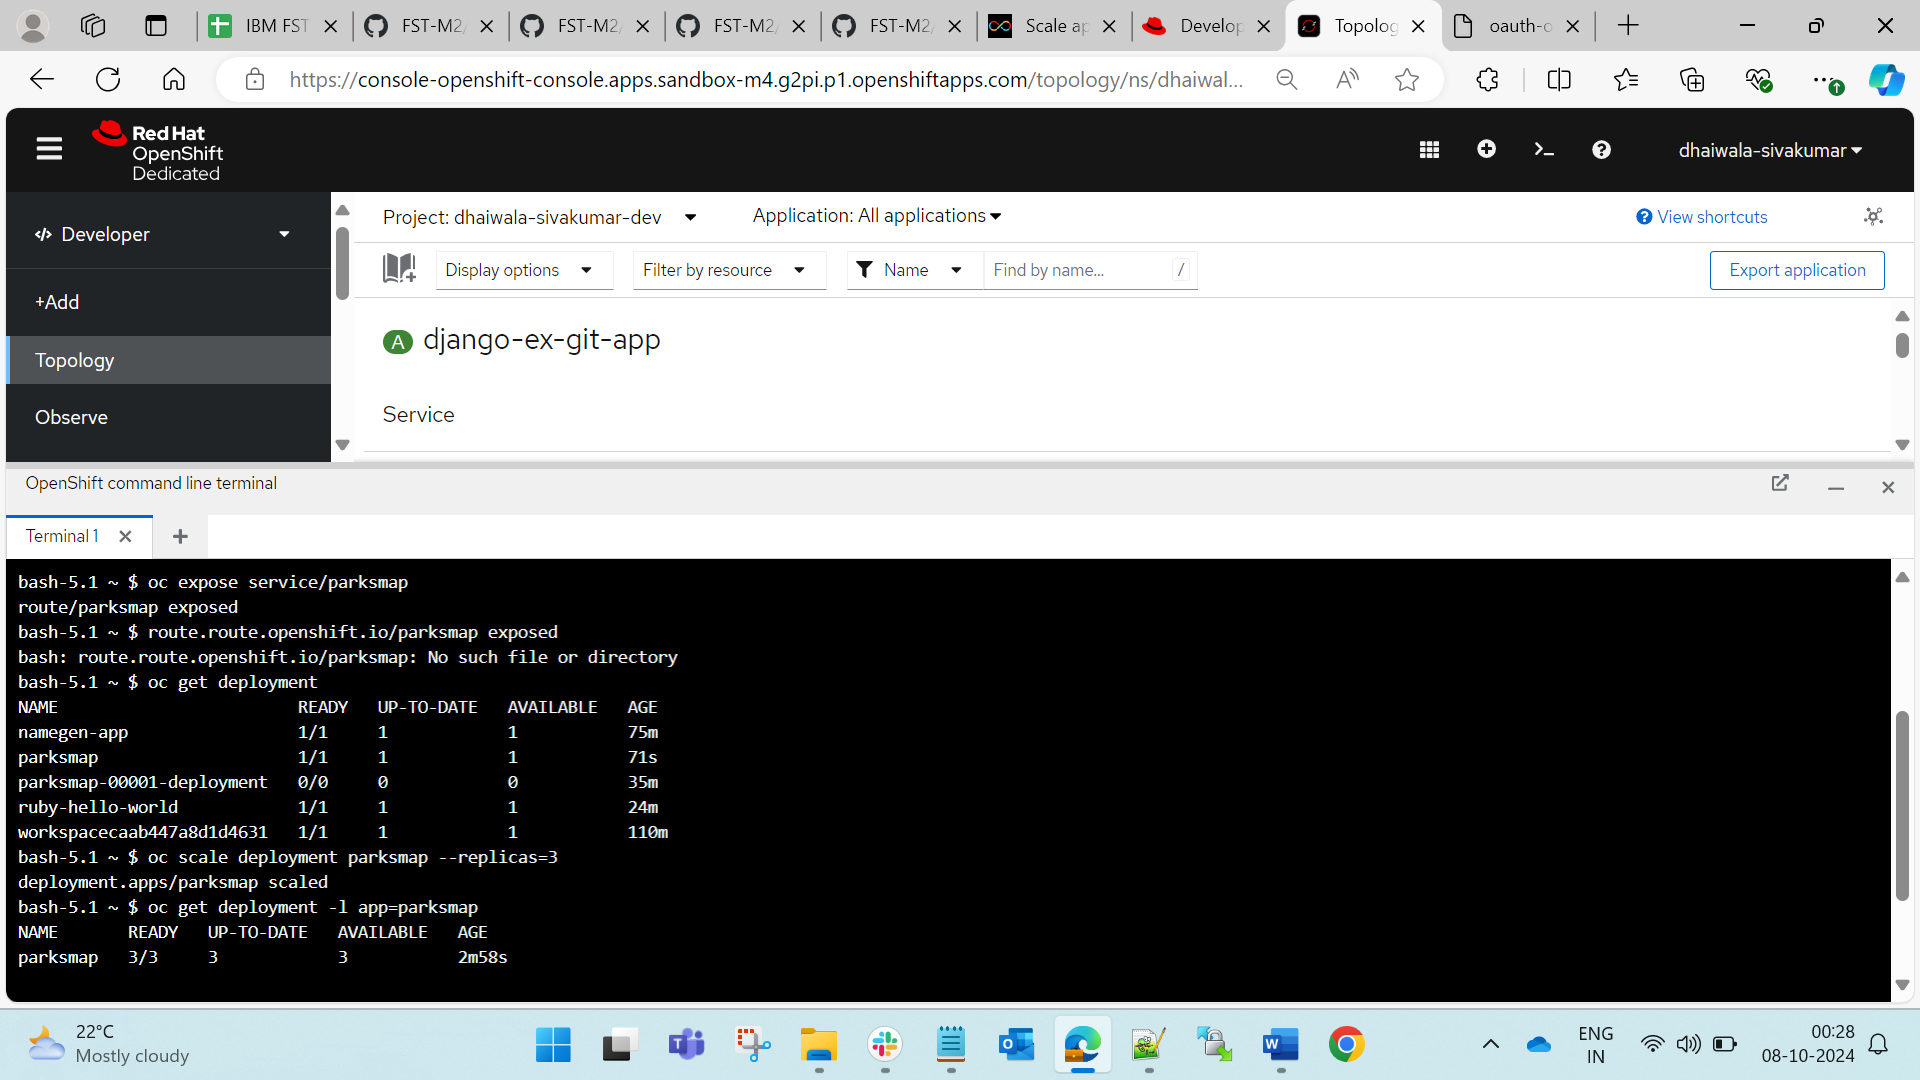 IBM FST
FST-M2/
FST-M2/
FST-M2/
FST-M2/
Scale ap
Develop
Topolog
oauth-o
https://console-openshift-console.apps.sandbox-m4.g2pi.p1.openshiftapps.com/topology/ns/dhaiwal...
Red Hat
OpenShift
Dedicated
dhaiwala-sivakumar
Developer
+Add
Topology
Observe
Project: dhaiwala-sivakumar-dev
Application: All applications
View shortcuts
Display options
Filter by resource
Name
Find by name...
/
Export application
A django-ex-git-app
Service
OpenShift command line terminal
Terminal 1
bash-5.1 ~ $ oc expose service/parksmap
route/parksmap exposed
bash-5.1 ~ $ route.route.openshift.io/parksmap exposed
bash: route.route.openshift.io/parksmap: No such file or directory
bash-5.1 ~ $ oc get deployment
NAME READY UP-TO-DATE AVAILABLE AGE
namegen-app 1/1 1 1 75m
parksmap 1/1 1 1 71s
parksmap-00001-deployment 0/0 0 0 35m
ruby-hello-world 1/1 1 1 24m
workspacecaab447a8d1d4631 1/1 1 1 110m
bash-5.1 ~ $ oc scale deployment parksmap --replicas=3
deployment.apps/parksmap scaled
bash-5.1 ~ $ oc get deployment -l app=parksmap
NAME READY UP-TO-DATE AVAILABLE AGE
parksmap 3/3 3 3 2m58s
22°C
Mostly cloudy
ENG
IN
00:28
08-10-2024